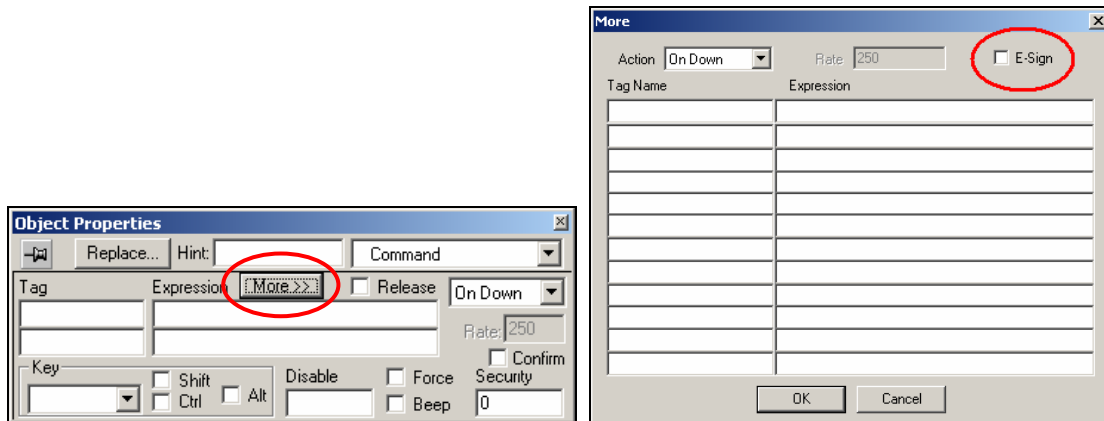 More
Action On Down Rate 250 E-Sign
Tag Name Expression
OK Cancel
Object Properties
Replace... Hint: Command
Tag Expression More >> Release On Down
Rate: 250
Confirm
Key Shift Ctrl Alt Disable Force Beep Security 0